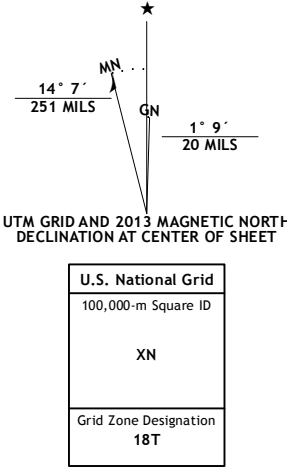 ★
MN
14° 7´
251 MILS
GN
1° 9´
20 MILS
UTM GRID AND 2013 MAGNETIC NORTH
DECLINATION AT CENTER OF SHEET
U.S. National Grid
100,000-m Square ID
XN
Grid Zone Designation
18T